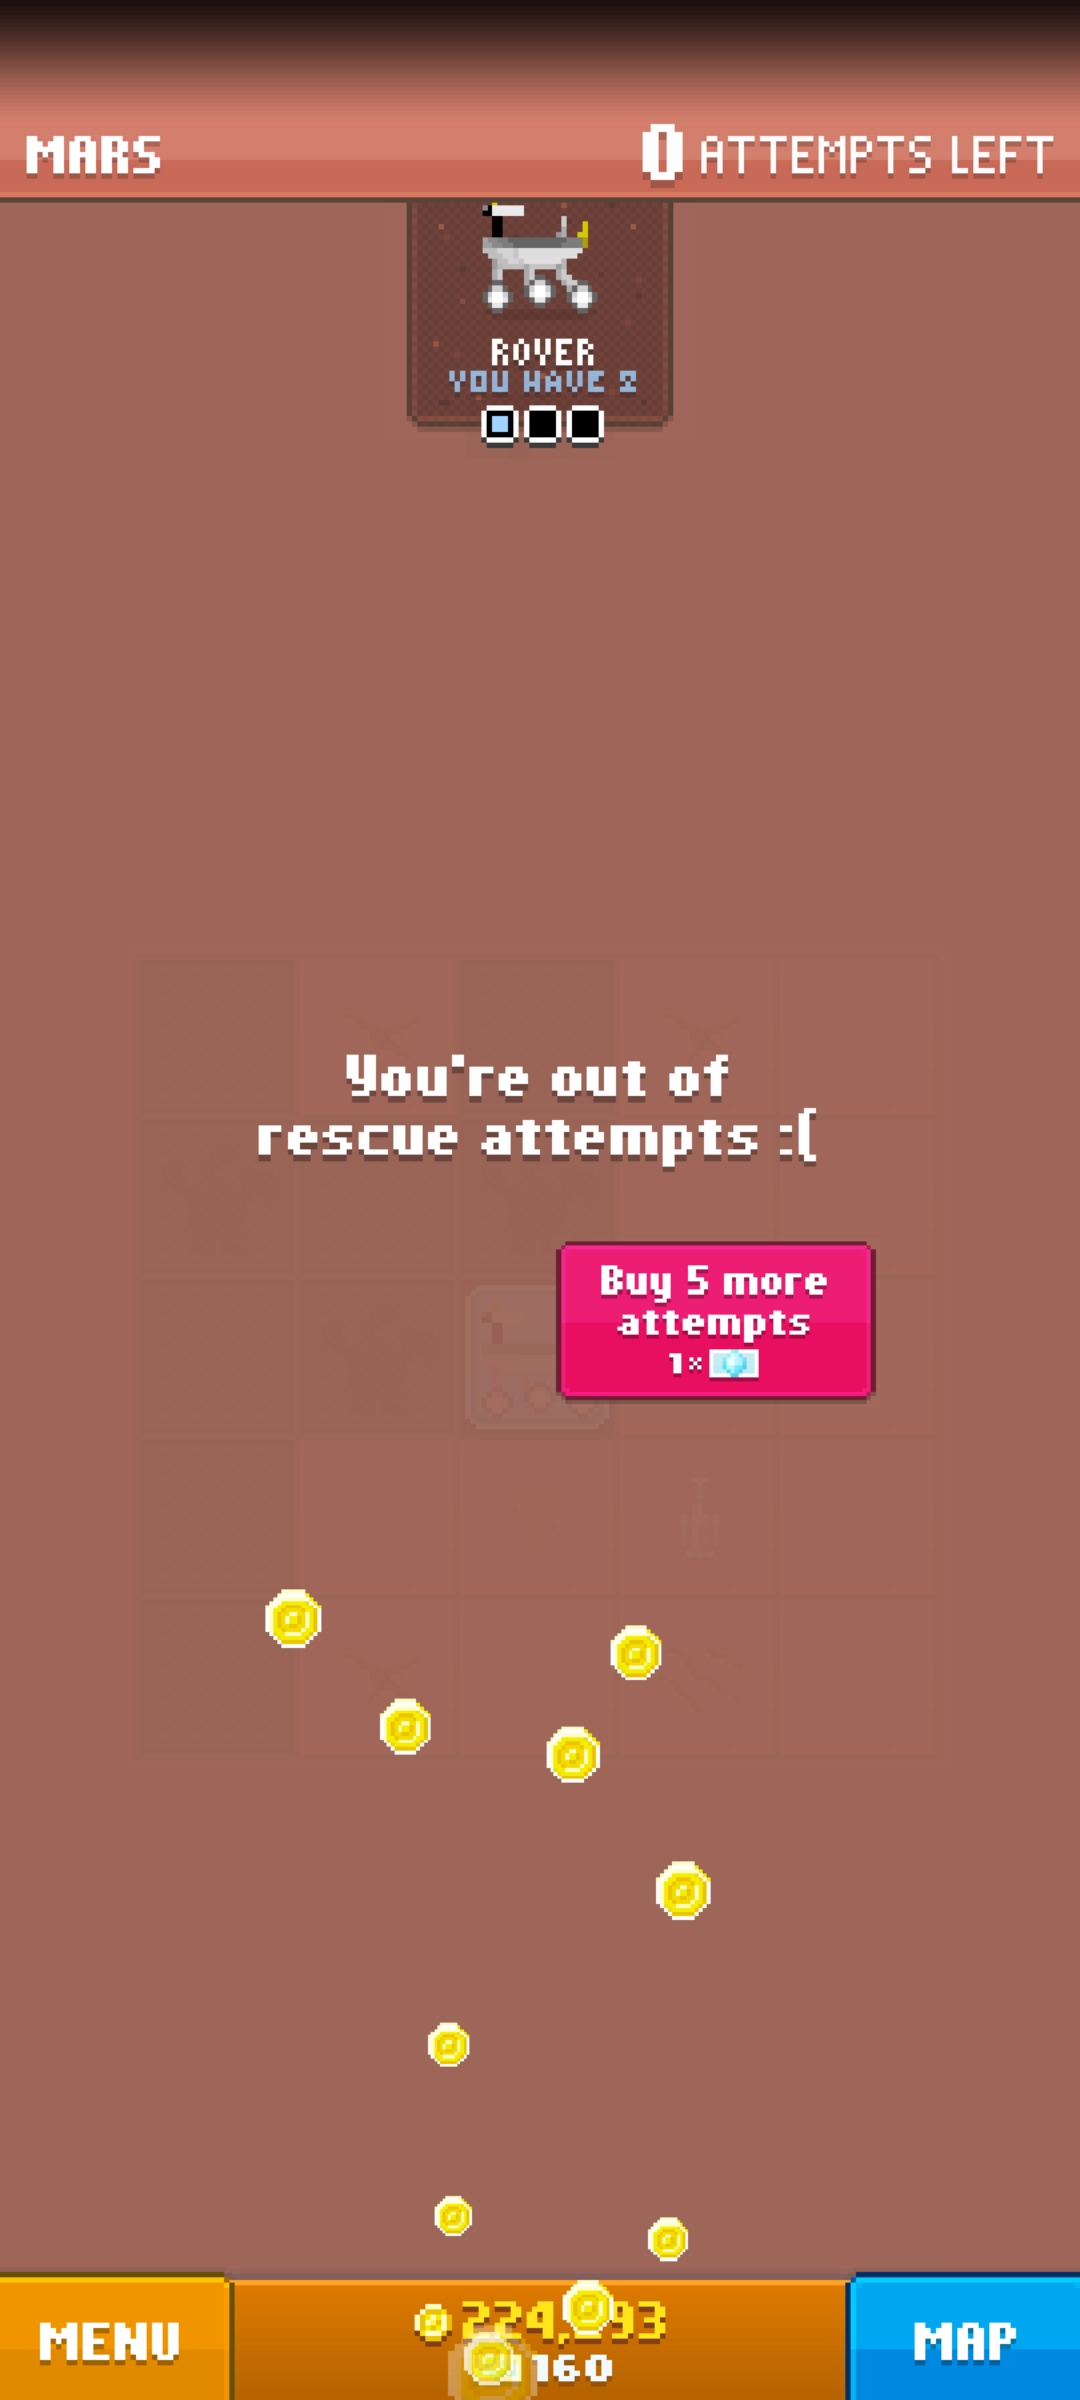 MARS
0 ATTEMPTS LEFT
ROVER
YOU HAVE 2
You're out of
rescue attempts :(
Buy 5 more
attempts
1×
MENU
160
MAP